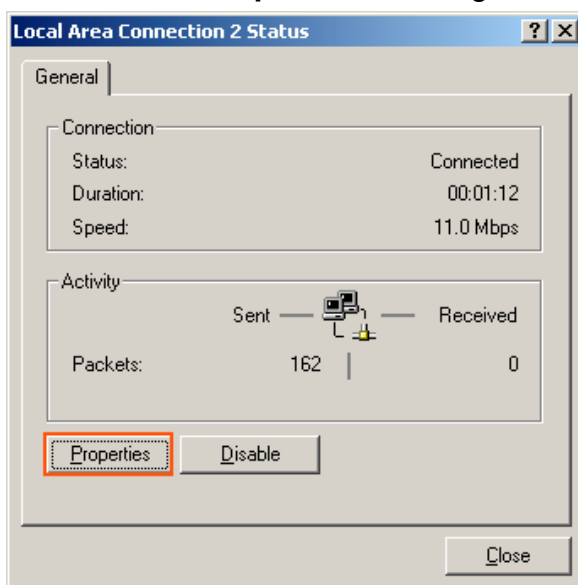 Local Area Connection 2 Status
General
Connection
Status: Connected
Duration: 00:01:12
Speed: 11.0 Mbps
Activity
Sent Received
Packets: 162 0
Properties Disable
Close